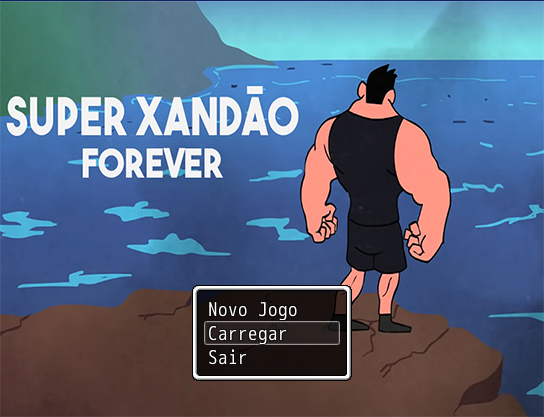 SUPER XANDÃO
FOREVER
Novo Jogo
Carregar
Sair